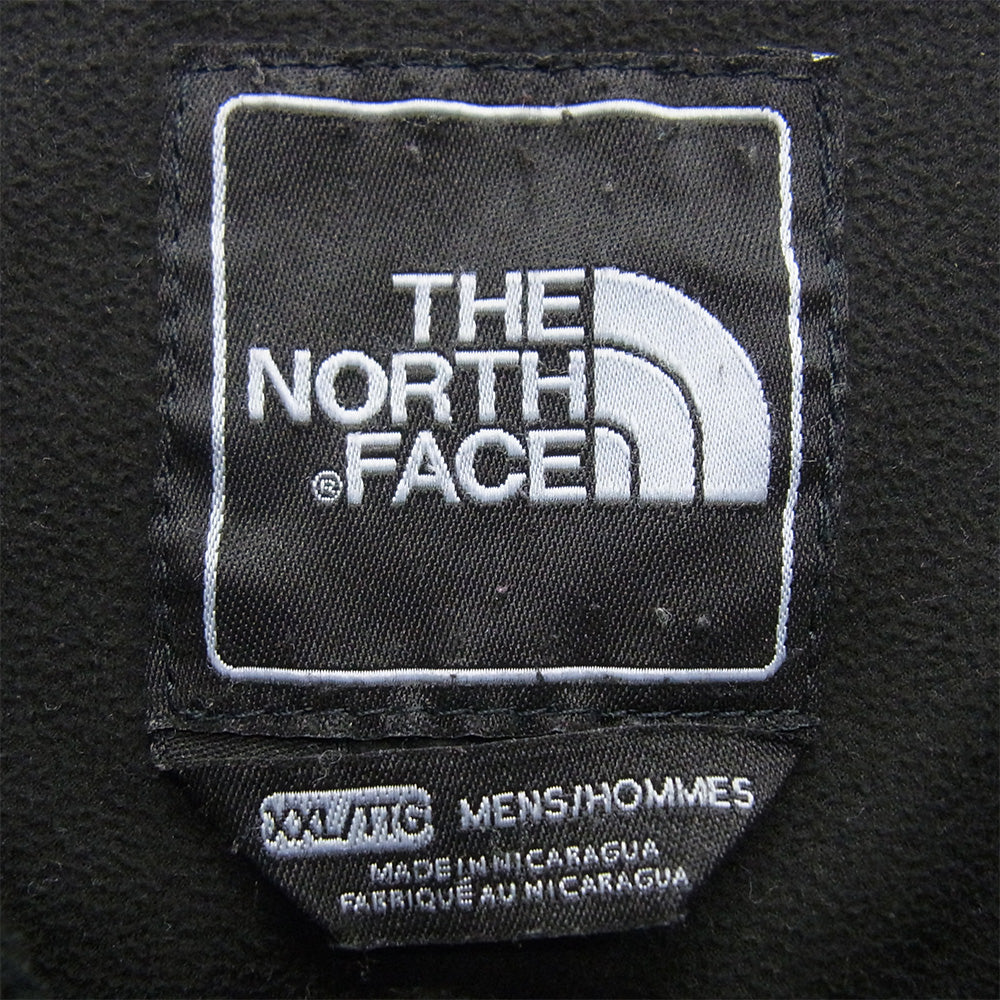 THE
NORTH
®FACE
XXL/TTG MENS/HOMMES
MADE IN NICARAGUA
FABRIQUÉ AU NICARAGUA